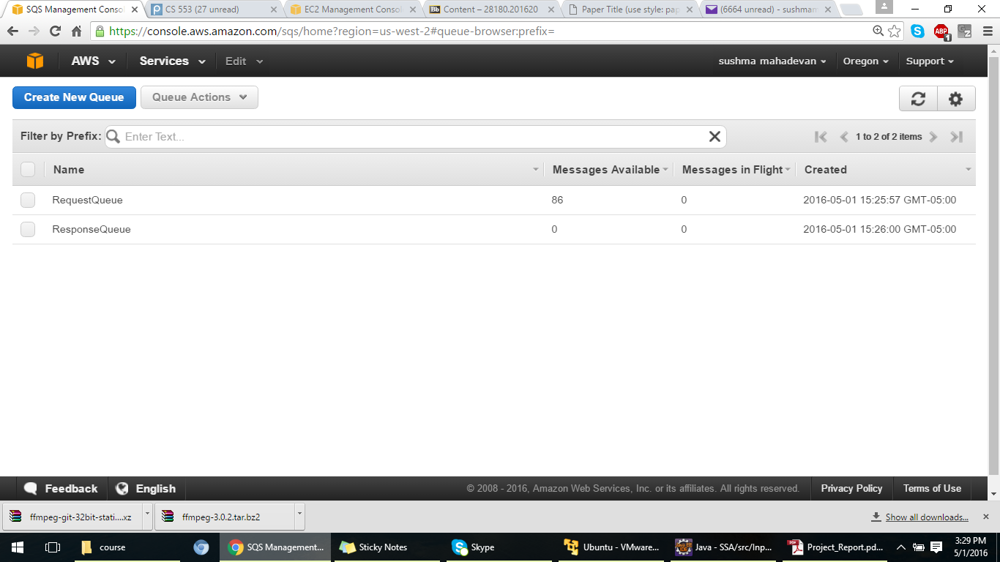 SQS Management Conso
CS 553 (27 unread)
EC2 Management Conso
Bb Content – 28180.201620
Paper Title (use style: pap
(6664 unread) - sushmam
https://console.aws.amazon.com/sqs/home?region=us-west-2#queue-browser:prefix=
ABP 1
AWS Services Edit sushma mahadevan Oregon Support
Create New Queue Queue Actions
Filter by Prefix: Enter Text... 1 to 2 of 2 items
Name Messages Available Messages in Flight Created
RequestQueue 86 0 2016-05-01 15:25:57 GMT-05:00
ResponseQueue 0 0 2016-05-01 15:26:00 GMT-05:00
Feedback English © 2008 - 2016, Amazon Web Services, Inc. or its affiliates. All rights reserved. Privacy Policy Terms of Use
ffmpeg-git-32bit-stati....xz ffmpeg-3.0.2.tar.bz2 Show all downloads...
course SQS Management... Sticky Notes Skype Ubuntu - VMware... Java - SSA/src/Inp... Project_Report.pd... 3:29 PM
5/1/2016